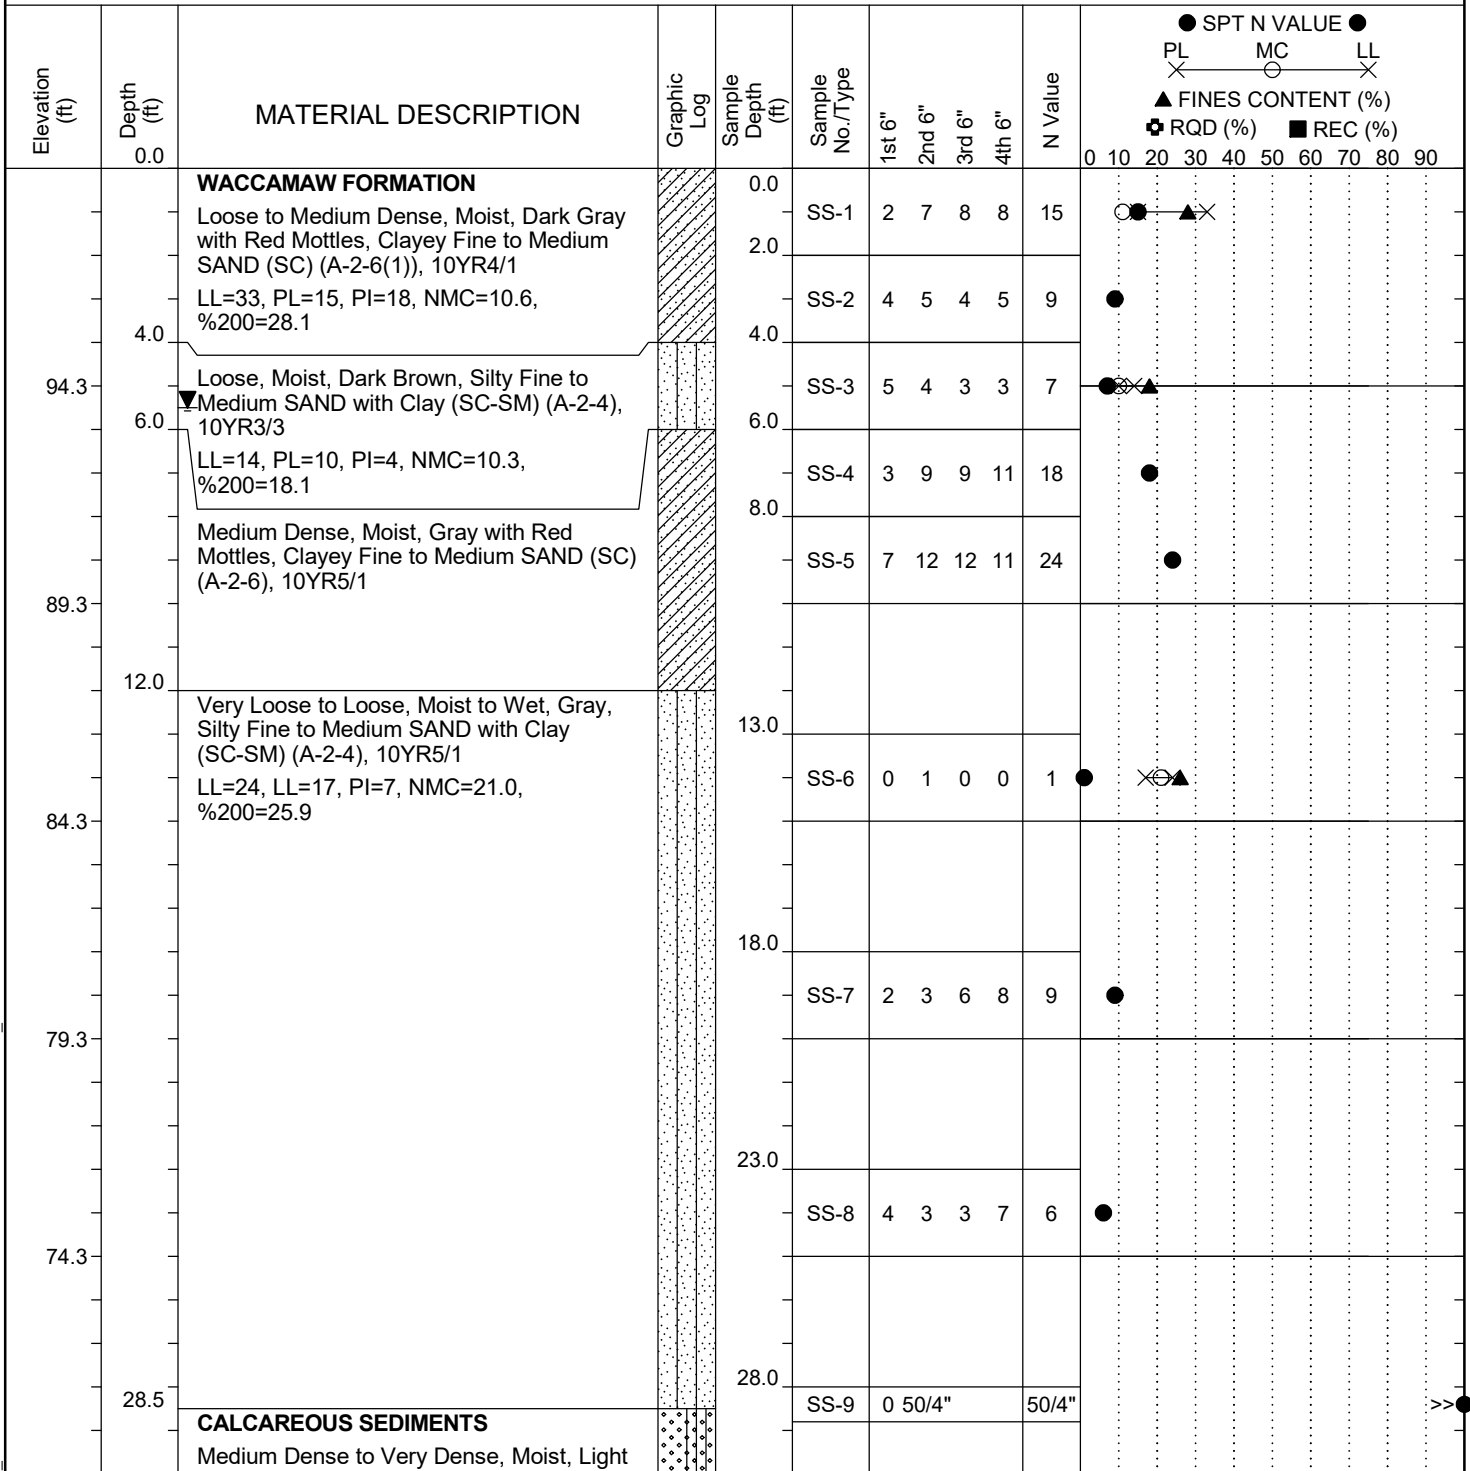 ● SPT N VALUE ●
PL MC LL
▲ FINES CONTENT (%)
RQD (%) ■ REC (%)
Elevation (ft)
Depth (ft)
MATERIAL DESCRIPTION
Graphic Log
Sample Depth (ft)
Sample No./Type
1st 6"
2nd 6"
3rd 6"
4th 6"
N Value
0.0
0 10 20 30 40 50 60 70 80 90
WACCAMAW FORMATION
0.0
Loose to Medium Dense, Moist, Dark Gray
SS-1 2 7 8 8 15
with Red Mottles, Clayey Fine to Medium
2.0
SAND (SC) (A-2-6(1)), 10YR4/1
LL=33, PL=15, PI=18, NMC=10.6,
SS-2 4 5 4 5 9
%200=28.1
4.0
4.0
Loose, Moist, Dark Brown, Silty Fine to
94.3
SS-3 5 4 3 3 7
Medium SAND with Clay (SC-SM) (A-2-4),
6.0
6.0
10YR3/3
LL=14, PL=10, PI=4, NMC=10.3,
SS-4 3 9 9 11 18
%200=18.1
8.0
Medium Dense, Moist, Gray with Red
Mottles, Clayey Fine to Medium SAND (SC)
SS-5 7 12 12 11 24
(A-2-6), 10YR5/1
89.3
12.0
Very Loose to Loose, Moist to Wet, Gray,
Silty Fine to Medium SAND with Clay
13.0
(SC-SM) (A-2-4), 10YR5/1
LL=24, LL=17, PI=7, NMC=21.0,
SS-6 0 1 0 0 1
%200=25.9
84.3
18.0
SS-7 2 3 6 8 9
79.3
23.0
SS-8 4 3 3 7 6
74.3
28.0
28.5
SS-9 0 50/4" 50/4"
>>
CALCAREOUS SEDIMENTS
Medium Dense to Very Dense, Moist, Light